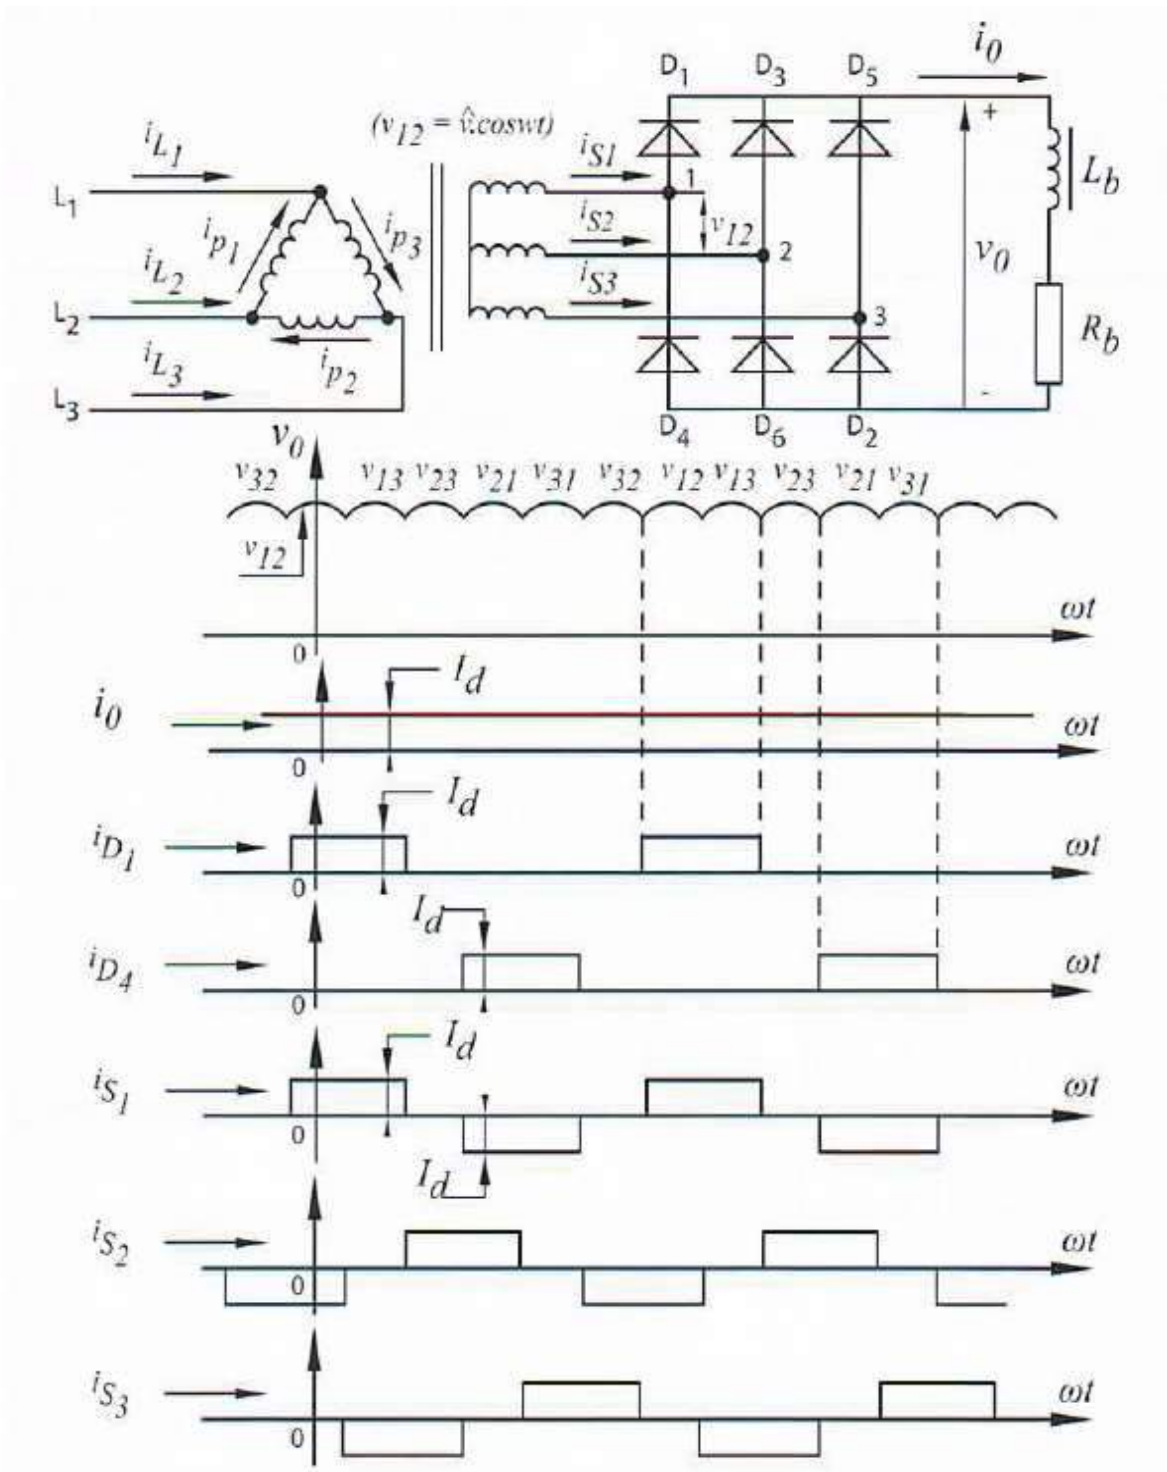 i0
D1 D3 D5
(v12 = v̂.coswt)
iL1
iS1
+
L1
1
Lb
ip1 ip3
iS2
v12
v0
iL2
2
L2
iS3
3
Rb
ip2
iL3
L3
-
D4 D6 D2
v0
v32 v13 v23 v21 v31 v32 v12 v13 v23 v21 v31
v12
ωt
0
Id
i0
ωt
0
Id
iD1
ωt
0
Id
iD4
ωt
0
Id
iS1
ωt
0
Id
iS2
ωt
0
iS3
ωt
0